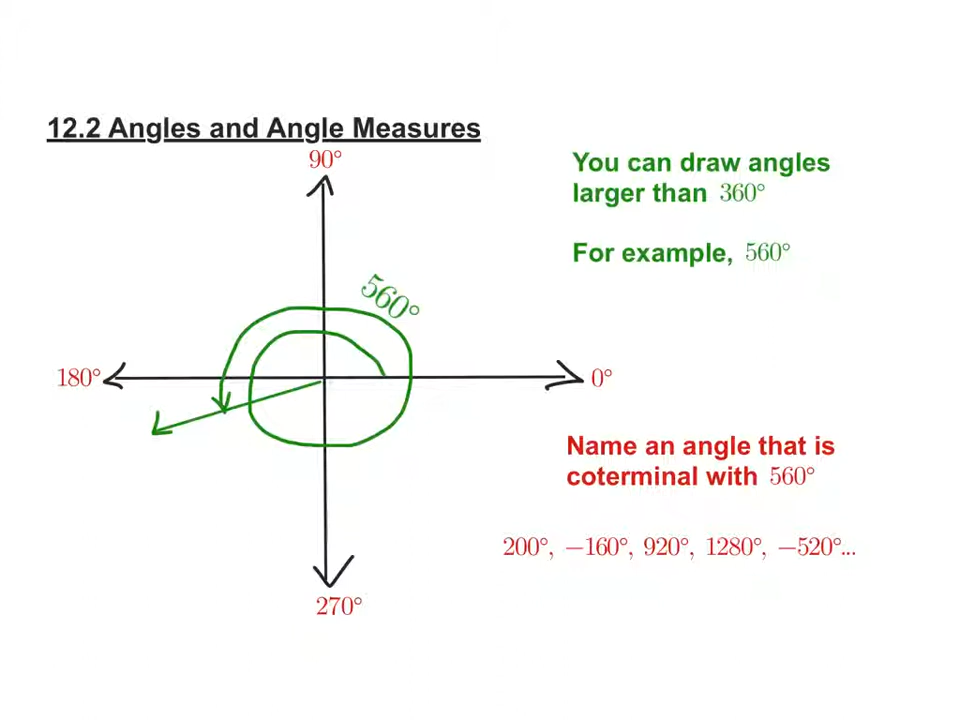 12.2 Angles and Angle Measures
90°
You can draw angles
larger than 360°
For example, 560°
560°
180°
0°
Name an angle that is
coterminal with 560°
200°, −160°, 920°, 1280°, −520°...
270°